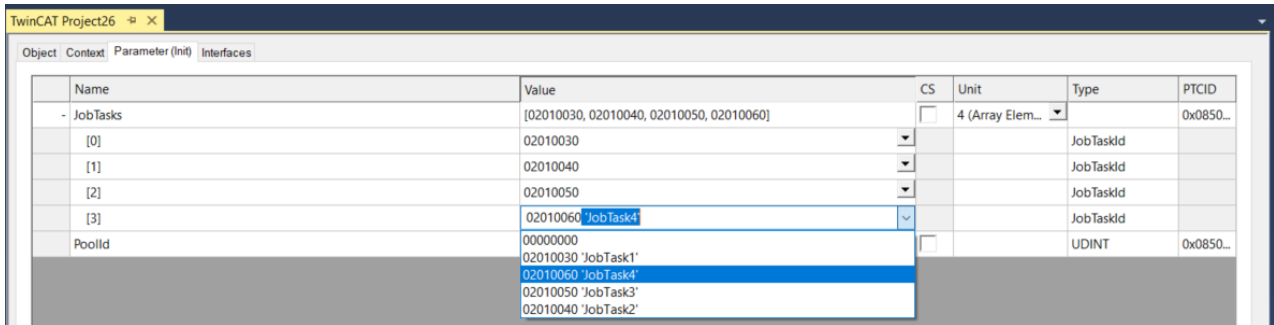 TwinCAT Project26
Object Context Parameter (Init) Interfaces
Name Value CS Unit Type PTCID
- JobTasks [02010030, 02010040, 02010050, 02010060] 4 (Array Elem... 0x0850...
[0] 02010030 JobTaskId
[1] 02010040 JobTaskId
[2] 02010050 JobTaskId
[3] 02010060 'JobTask4' JobTaskId
PoolId UDINT 0x0850...
00000000
02010030 'JobTask1'
02010060 'JobTask4'
02010050 'JobTask3'
02010040 'JobTask2'